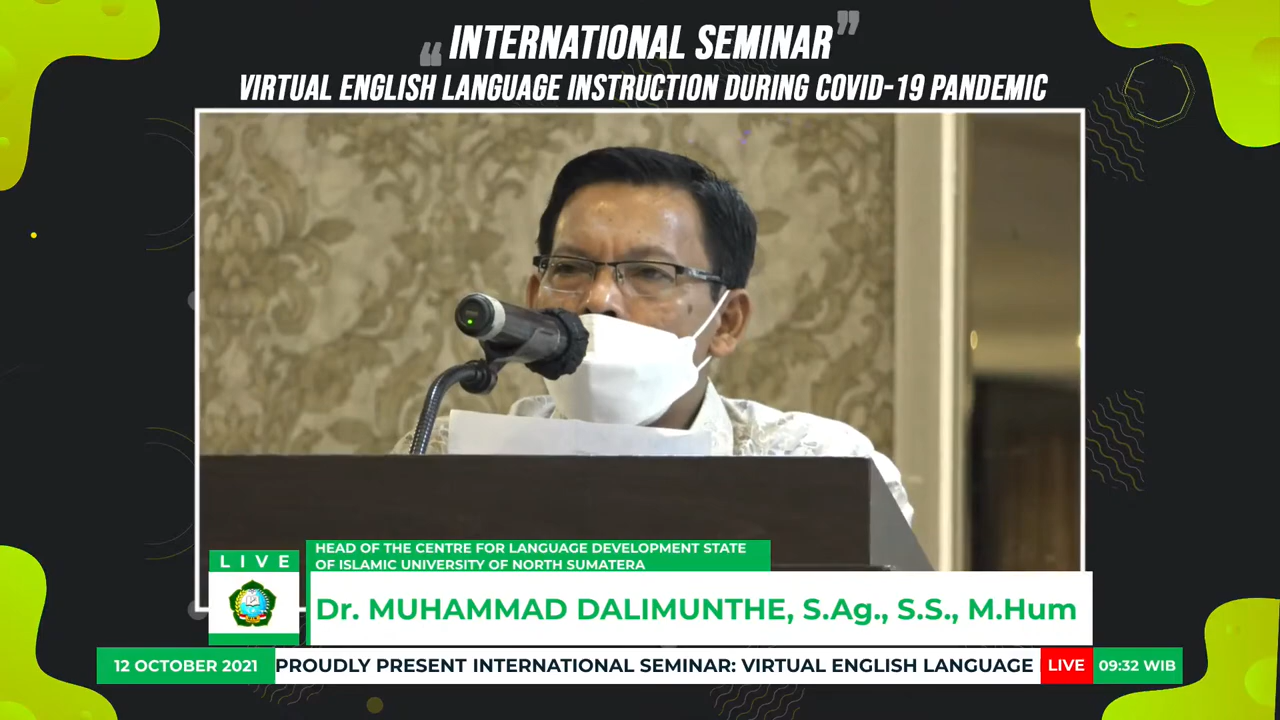 “ INTERNATIONAL SEMINAR ”
VIRTUAL ENGLISH LANGUAGE INSTRUCTION DURING COVID-19 PANDEMIC
LIVE
HEAD OF THE CENTRE FOR LANGUAGE DEVELOPMENT STATE
OF ISLAMIC UNIVERSITY OF NORTH SUMATERA
Dr. MUHAMMAD DALIMUNTHE, S.Ag., S.S., M.Hum
12 OCTOBER 2021 PROUDLY PRESENT INTERNATIONAL SEMINAR: VIRTUAL ENGLISH LANGUAGE LIVE 09:32 WIB